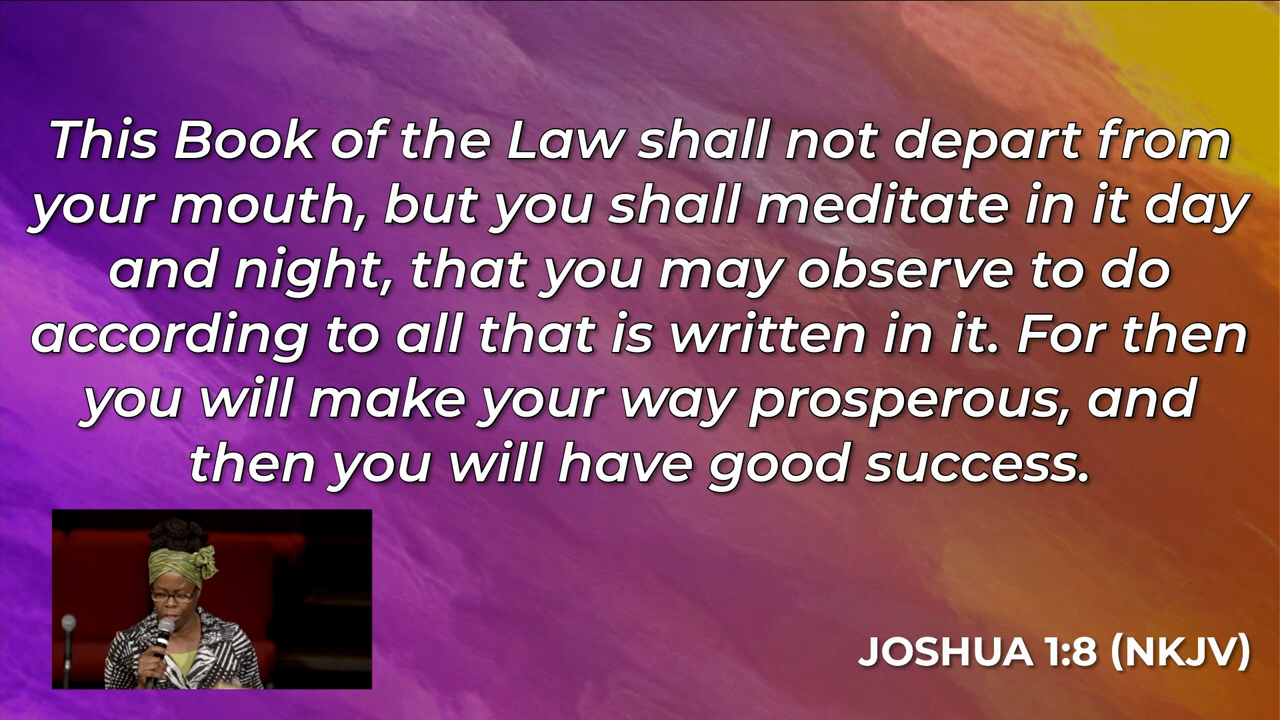 This Book of the Law shall not depart from
your mouth, but you shall meditate in it day
and night, that you may observe to do
according to all that is written in it. For then
you will make your way prosperous, and
then you will have good success.
JOSHUA 1:8 (NKJV)